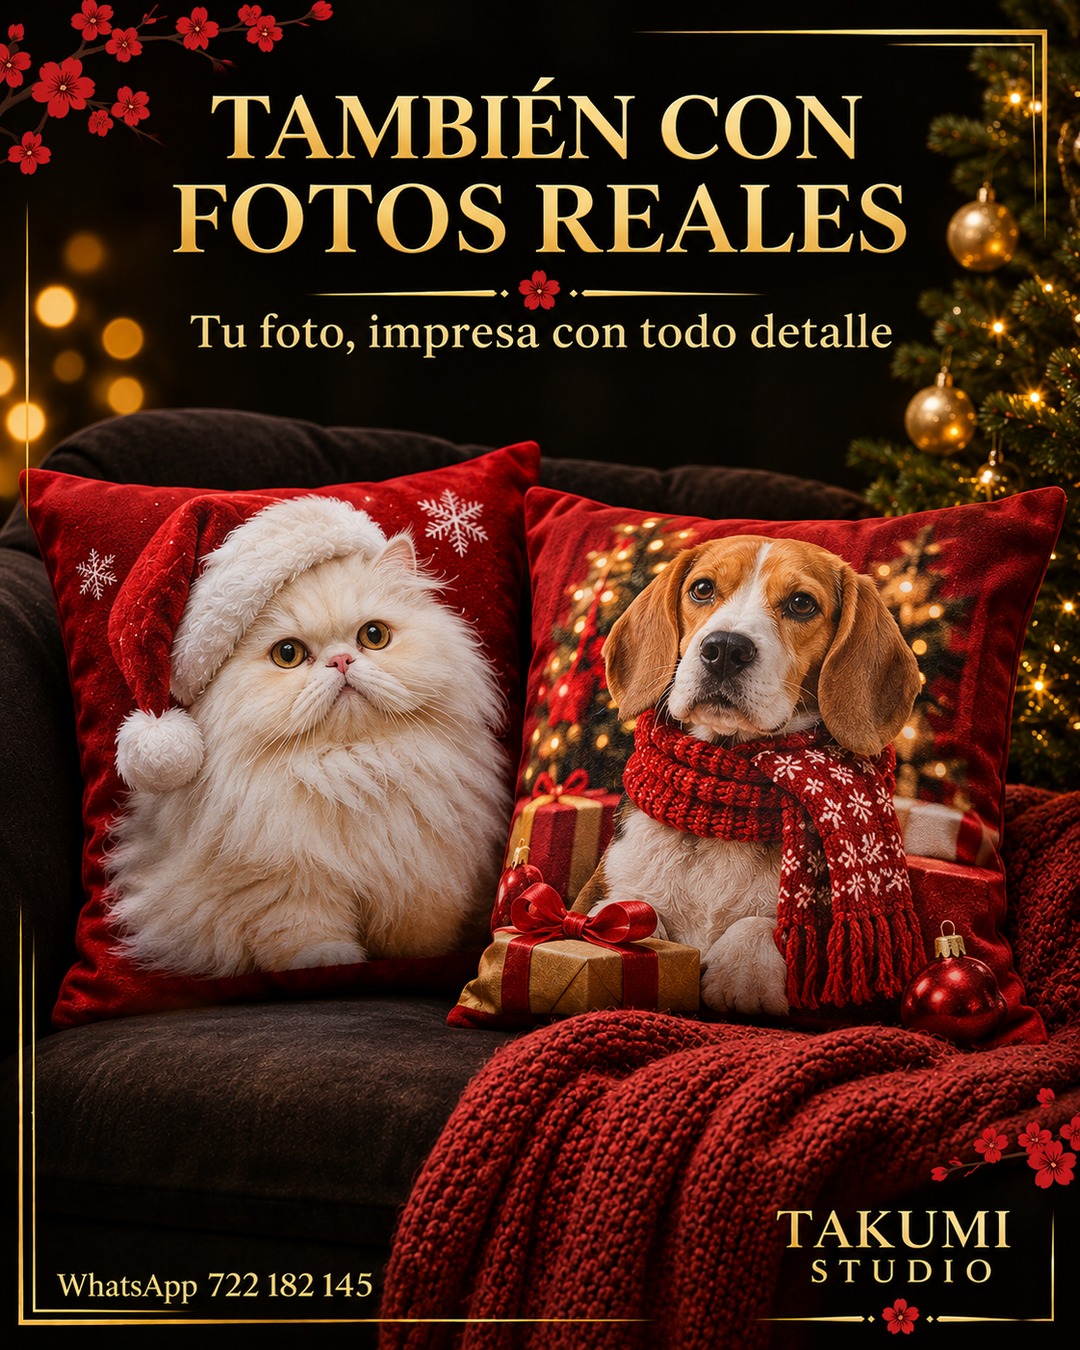 TAMBIÉN CON
FOTOS REALES
Tu foto, impresa con todo detalle
TAKUMI
STUDIO
WhatsApp 722 182 145